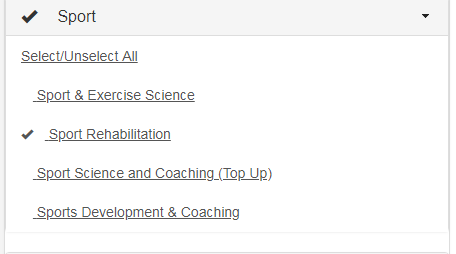 Sport
Select/Unselect All
Sport & Exercise Science
Sport Rehabilitation
Sport Science and Coaching (Top Up)
Sports Development & Coaching